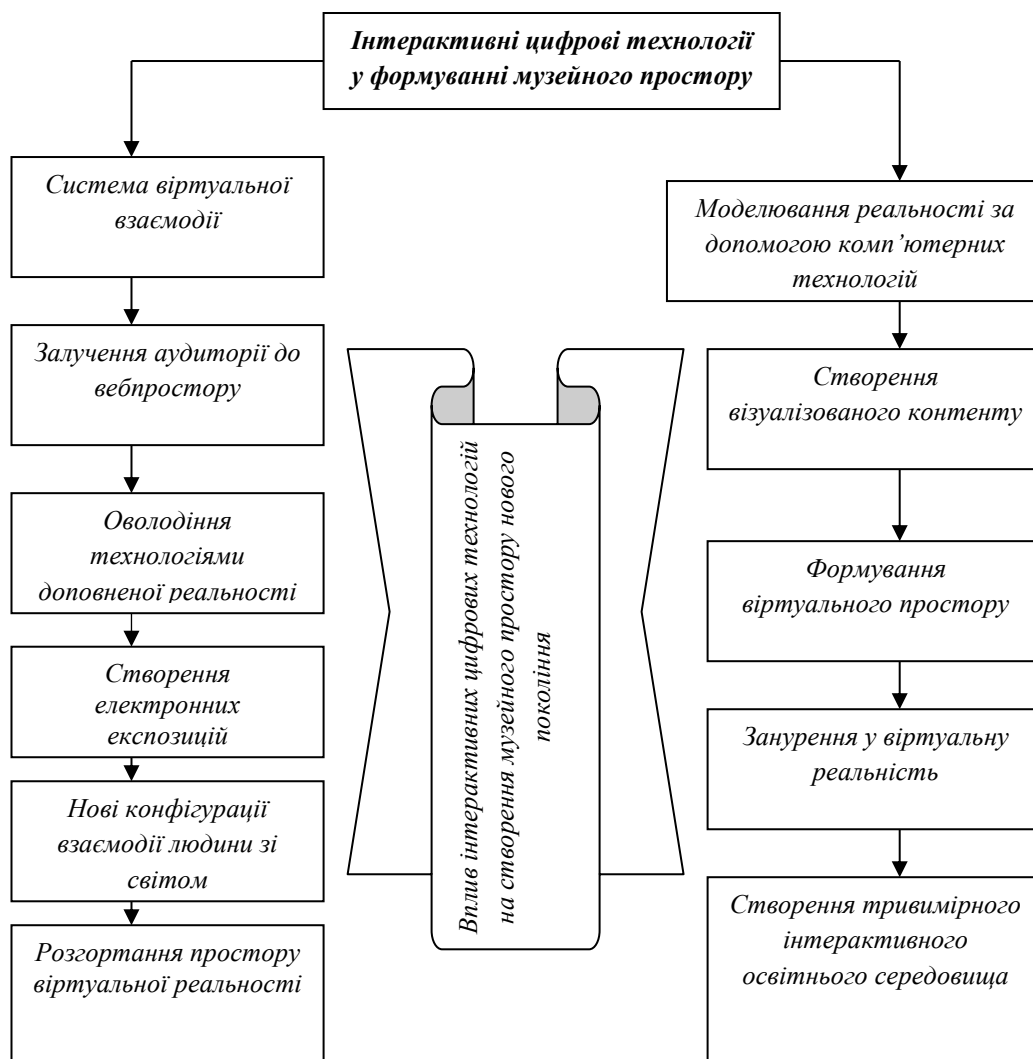 Інтерактивні цифрові технології
у формуванні музейного простору
Система віртуальної
взаємодії
Залучення аудиторії до
вебпростору
Оволодіння
технологіями
доповненої реальності
Створення
електронних
експозицій
Нові конфігурації
взаємодії людини зі
світом
Розгортання простору
віртуальної реальності
Вплив інтерактивних цифрових технологій
на створення музейного простору нового
покоління
Моделювання реальності за
допомогою комп’ютерних
технологій
Створення
візуалізованого контенту
Формування
віртуального простору
Занурення у віртуальну
реальність
Створення тривимірного
інтерактивного
освітнього середовища